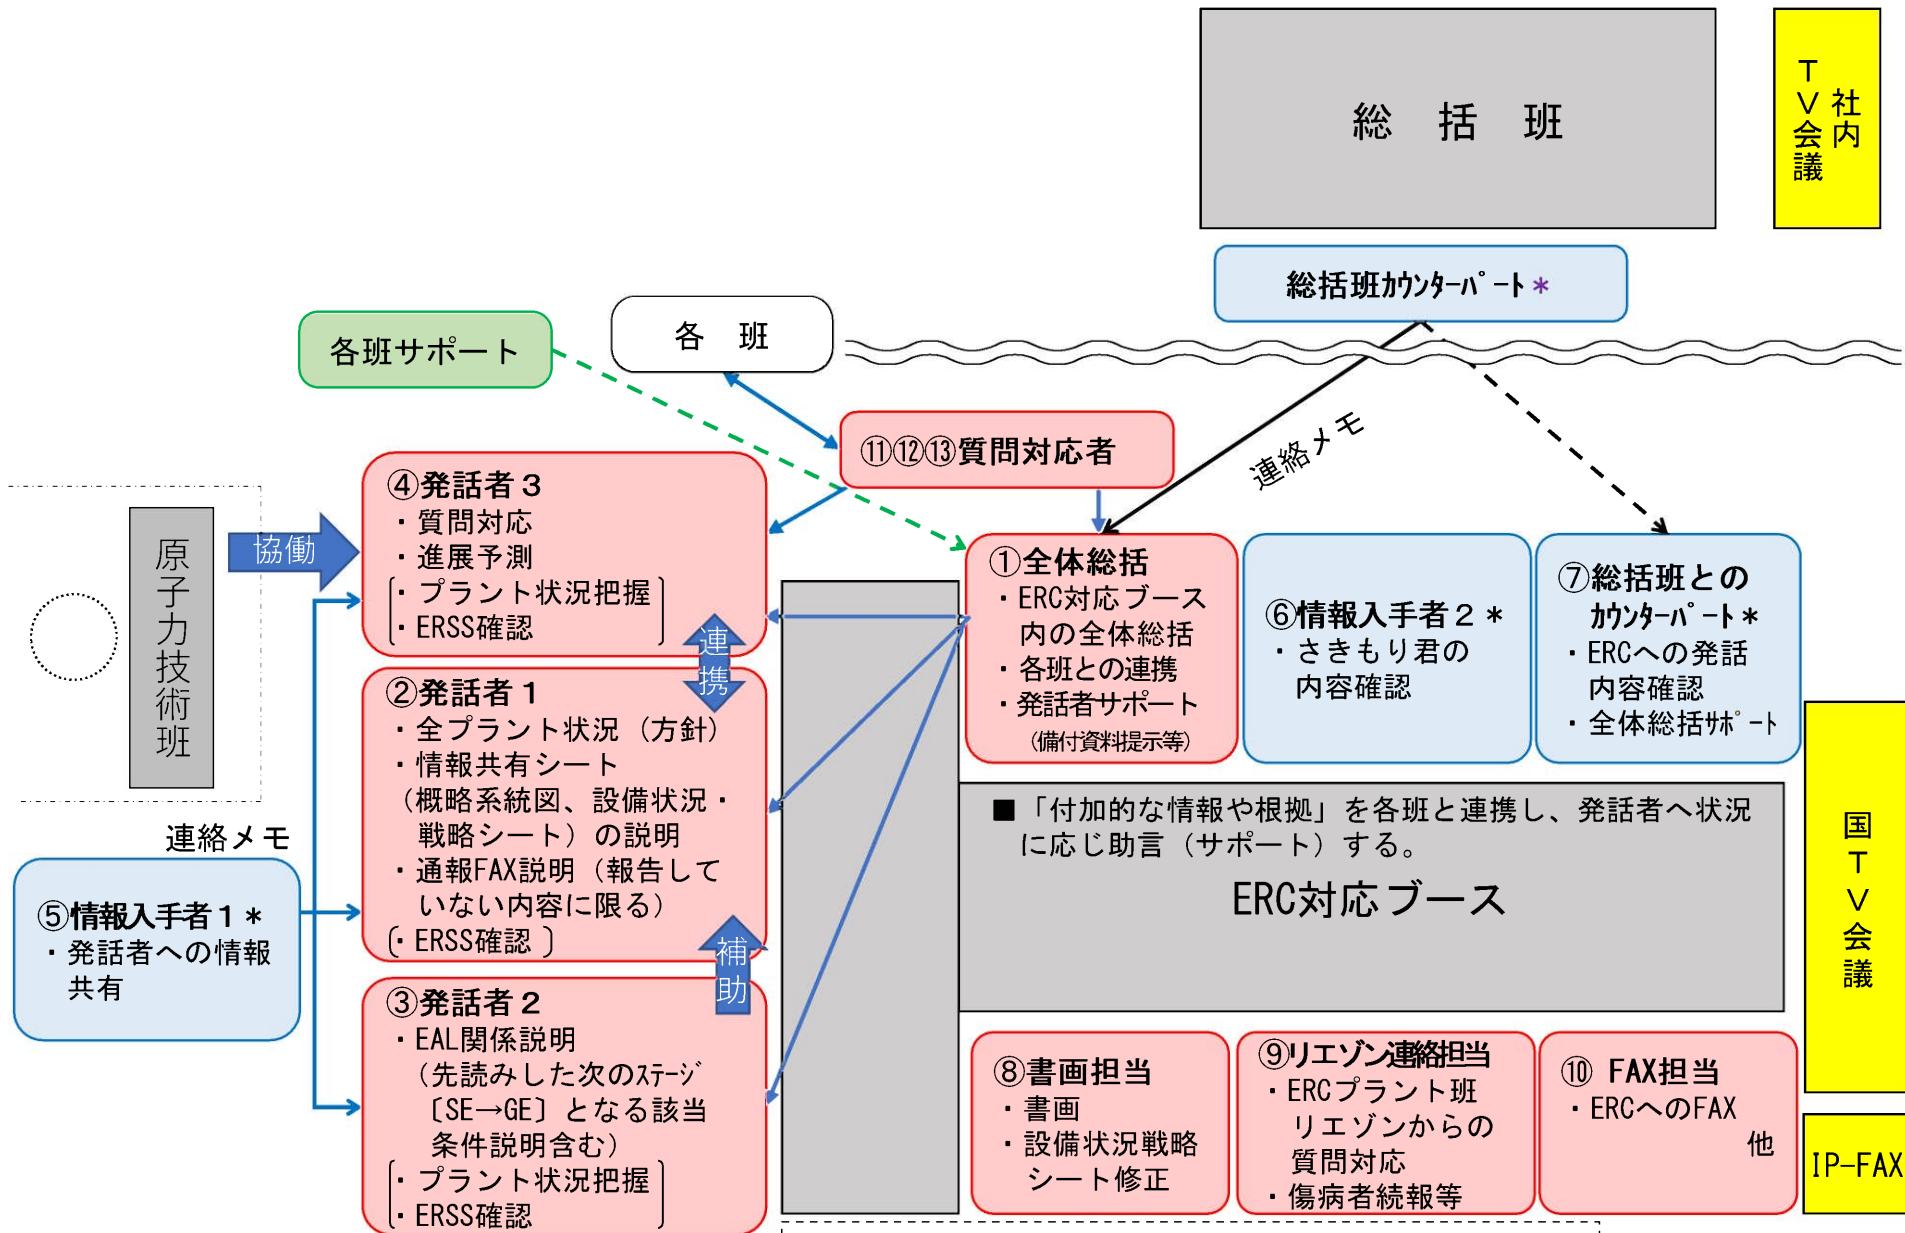 総　括　班
社内
ＴＶ会議
総括班ｶｳﾝﾀｰﾊﾟｰﾄ＊
各班サポート
各　班
⑪⑫⑬質問対応者
連絡メモ
④発話者３
・質問対応
・進展予測
・プラント状況把握
・ERSS確認
原子力技術班
協働
連携
①全体総括
・ERC対応ブース
内の全体総括
・各班との連携
・発話者サポート
（備付資料提示等）
⑥情報入手者２＊
・さきもり君の
内容確認
⑦総括班との
ｶｳﾝﾀｰﾊﾟｰﾄ＊
・ERCへの発話
内容確認
・全体総括ｻﾎﾟｰﾄ
②発話者１
・全プラント状況（方針）
・情報共有シート
（概略系統図、設備状況・
戦略シート）の説明
・通報FAX説明（報告して
いない内容に限る）
〔・ERSS確認 〕
連絡メモ
⑤情報入手者１＊
・発話者への情報
共有
補助
■「付加的な情報や根拠」を各班と連携し、発話者へ状況
に応じ助言（サポート）する。
ERC対応ブース
国ＴＶ会議
③発話者２
・EAL関係説明
（先読みした次のｽﾃｰｼﾞ
〔SE→GE〕となる該当
条件説明含む）
・プラント状況把握
・ERSS確認
⑧書画担当
・書画
・設備状況戦略
シート修正
⑨リエゾン連絡担当
・ERCプラント班
リエゾンからの
質問対応
・傷病者続報等
⑩ FAX担当
・ERCへのFAX
他
IP-FAX